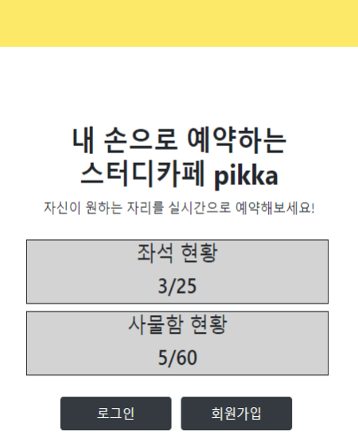 내 손으로 예약하는
스터디카페 pikka
자신이 원하는 자리를 실시간으로 예약해보세요!
좌석 현황
3/25
사물함 현황
5/60
로그인 회원가입